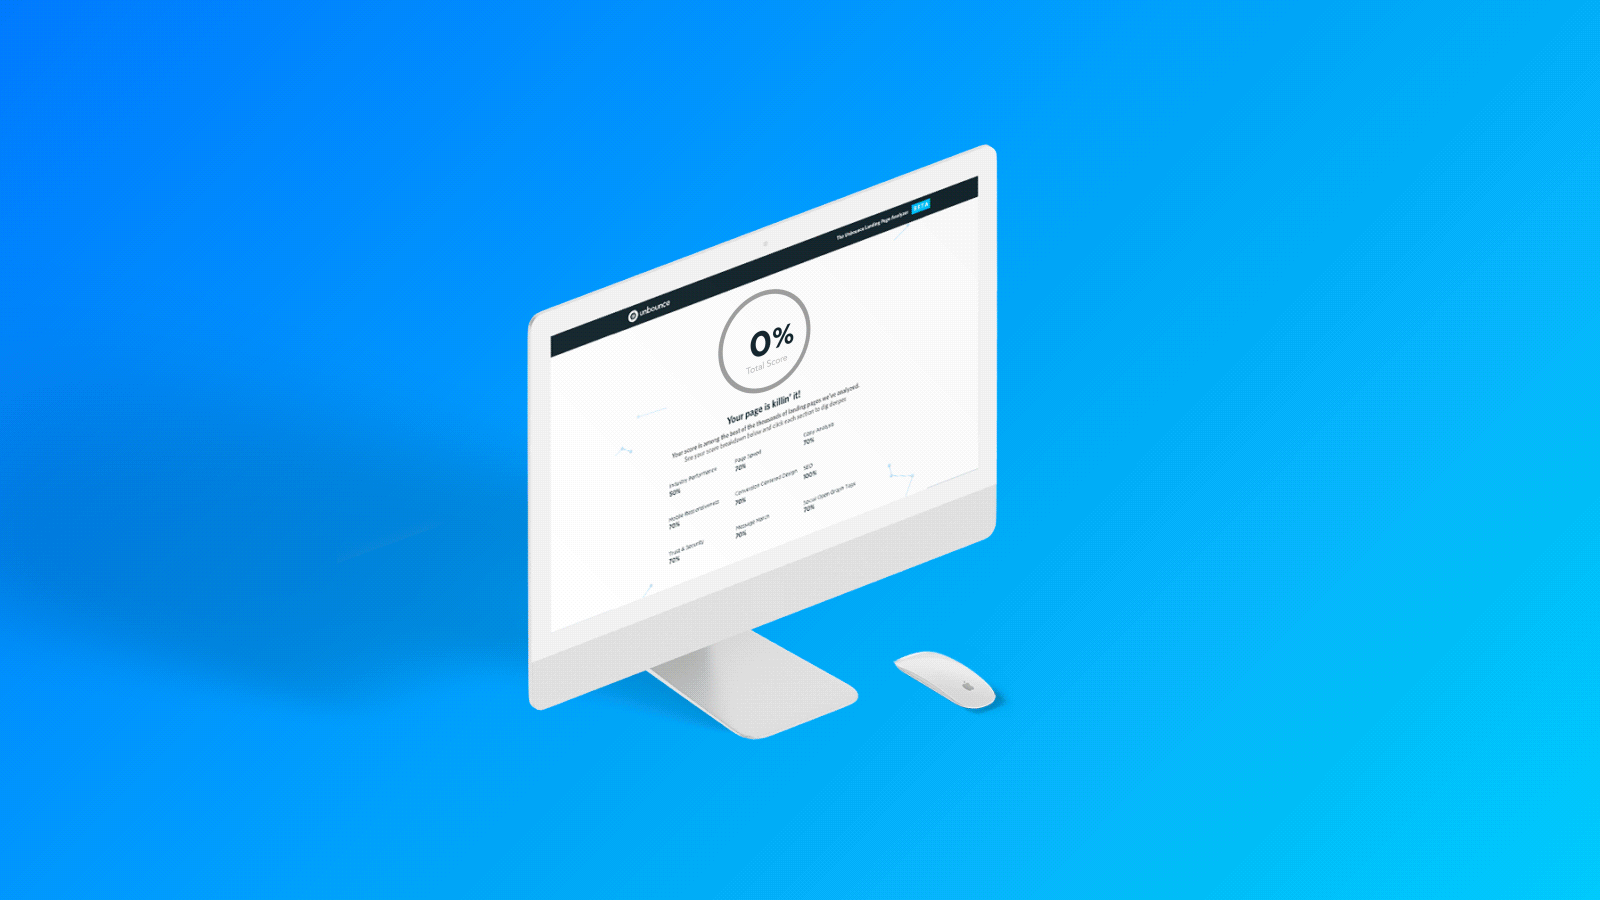 unbounce
The Unbounce Landing Page Analyzer BETA
0%
Total Score
Your page is killin' it!
Your score is among the best of the thousands of landing pages we've analyzed.
See your score breakdown below and click each section to dig deeper.
Industry Performance
50%
Page Speed
70%
Copy Analysis
70%
Mobile Responsiveness
70%
Conversion Centered Design
70%
SEO
100%
Trust & Security
70%
Message Match
70%
Social Open Graph Tags
70%